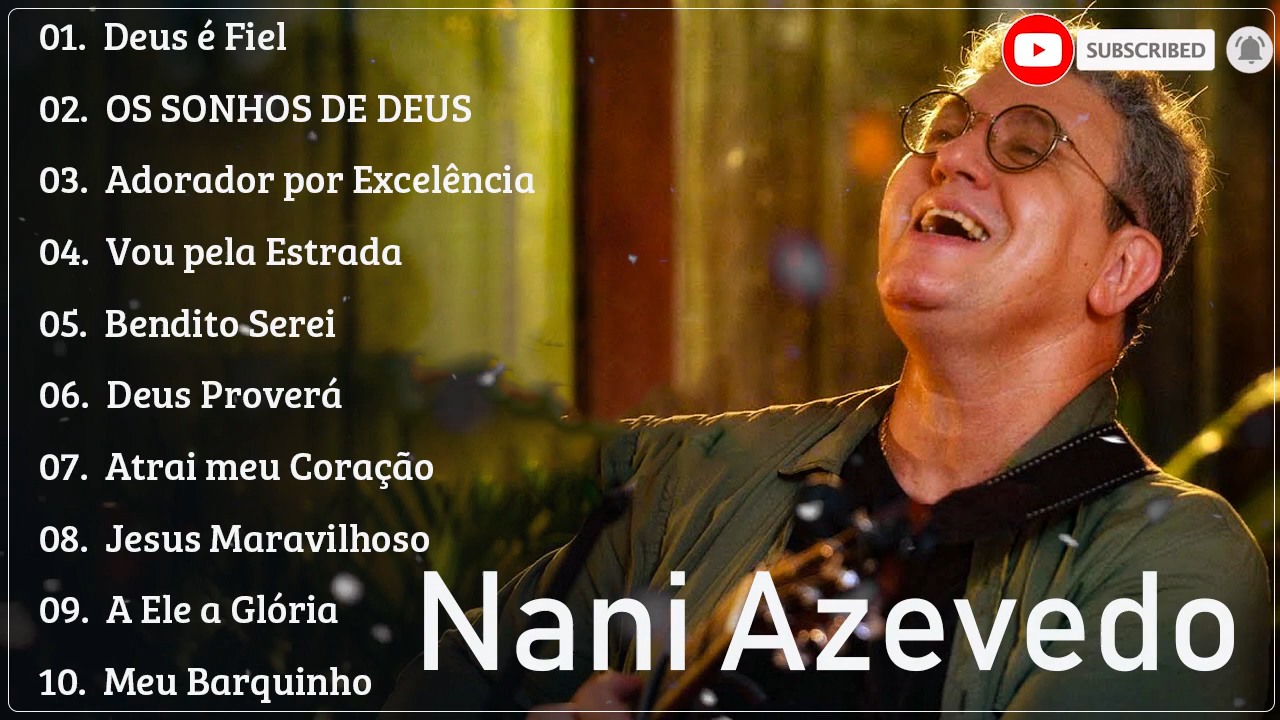 01. Deus é Fiel
02. OS SONHOS DE DEUS
03. Adorador por Excelência
04. Vou pela Estrada
05. Bendito Serei
06. Deus Proverá
07. Atrai meu Coração
08. Jesus Maravilhoso
09. A Ele a Glória
10. Meu Barquinho
SUBSCRIBED
Nani Azevedo